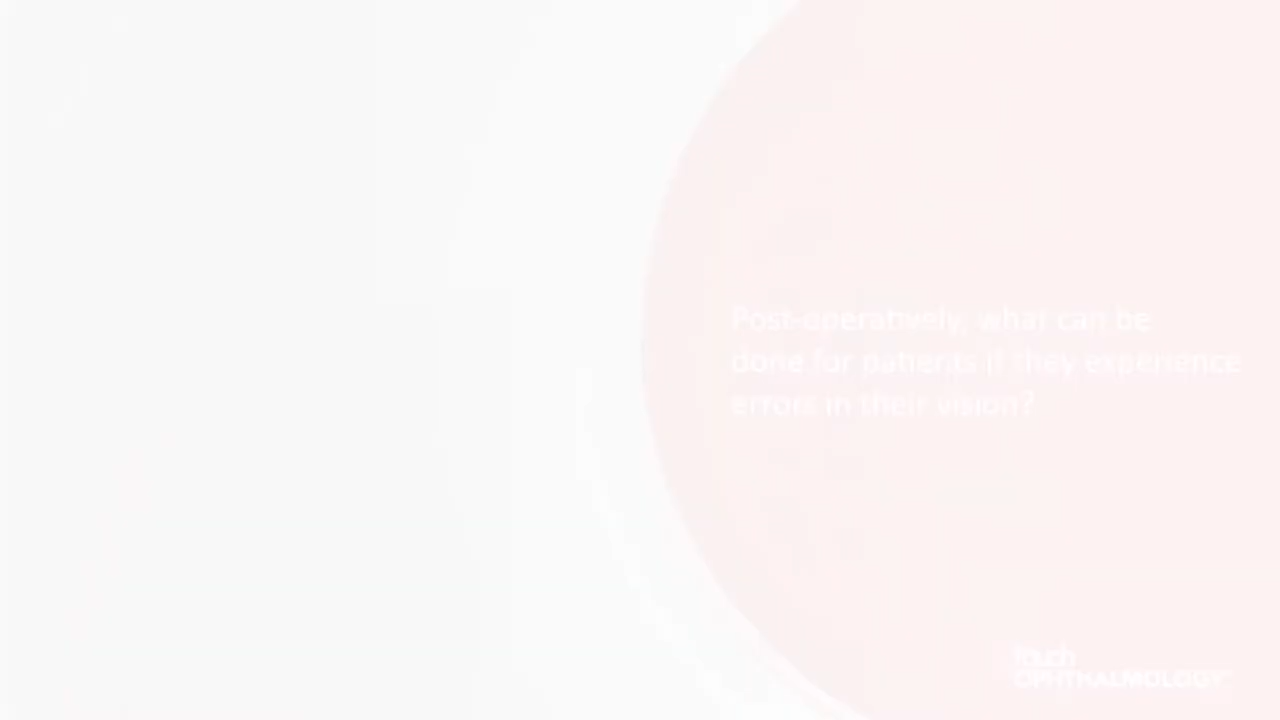 Post-operatively, what can be
done for patients if they experience
errors in their vision?
touch
OPHTHALMOLOGY